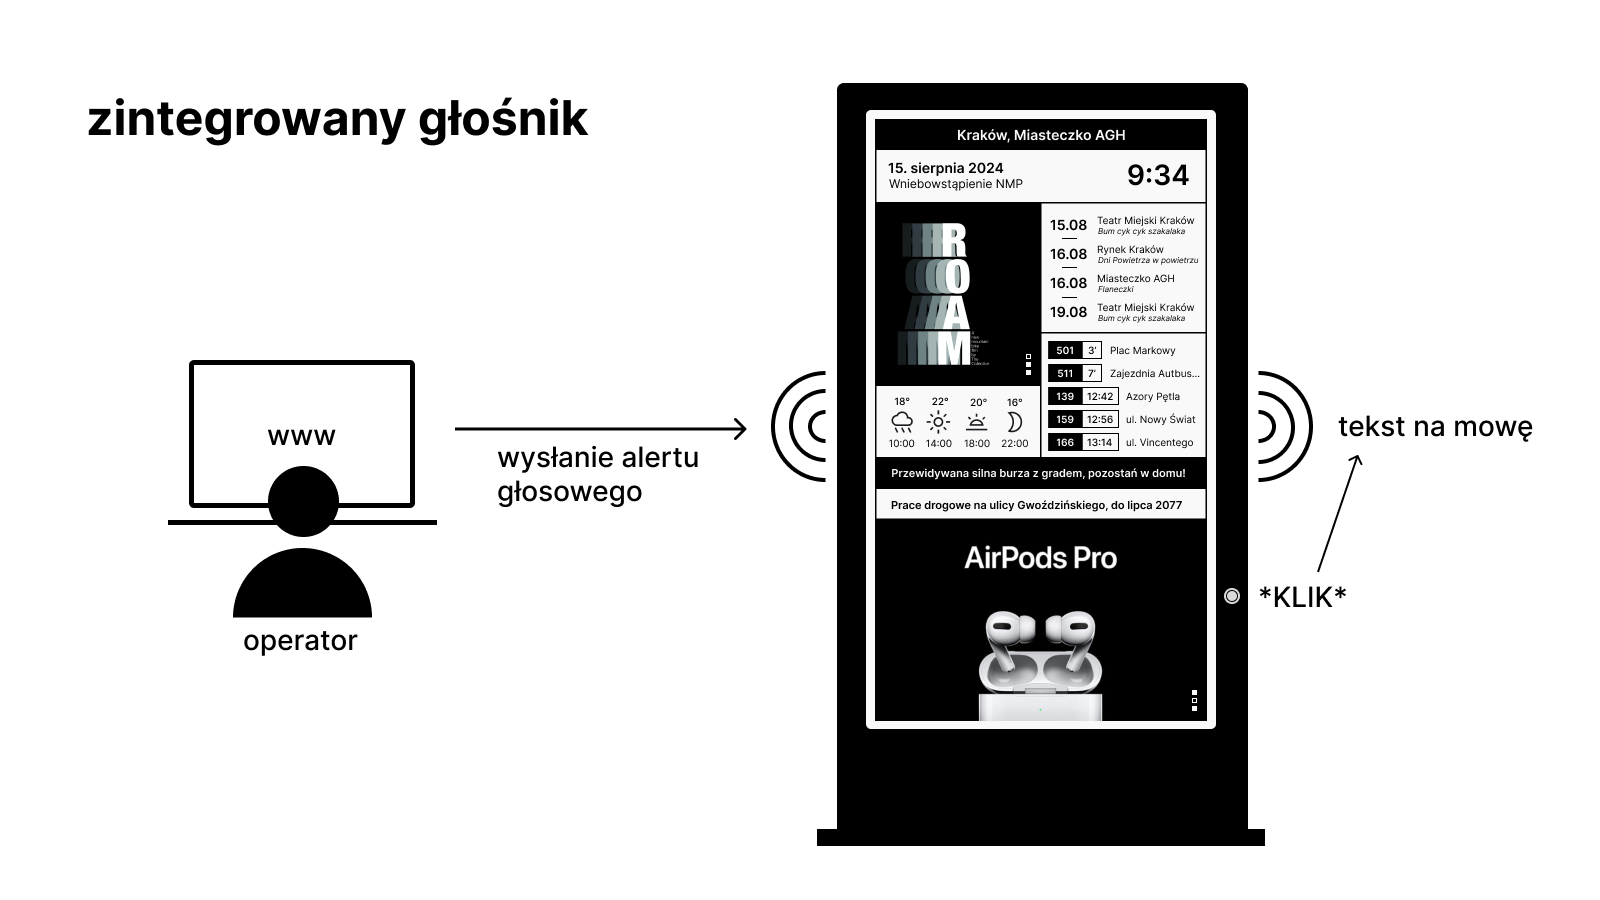 zintegrowany głośnik
www
operator
wysłanie alertu
głosowego
Kraków, Miasteczko AGH
15. sierpnia 2024
Wniebowstąpienie NMP
9:34
R
O
A
M
15.08
Teatr Miejski Kraków
Bum cyk cyk szakalaka
16.08
Rynek Kraków
Dni Powietrza w powietrzu
16.08
Miasteczko AGH
Flaneczki
19.08
Teatr Miejski Kraków
Bum cyk cyk szakalaka
501 3' Plac Markowy
511 7' Zajezdnia Autbus...
139 12:42 Azory Pętla
159 12:56 ul. Nowy Świat
166 13:14 ul. Vincentego
18° 22° 20° 16°
10:00 14:00 18:00 22:00
Przewidywana silna burza z gradem, pozostań w domu!
Prace drogowe na ulicy Gwoździńskiego, do lipca 2077
AirPods Pro
tekst na mowę
*KLIK*